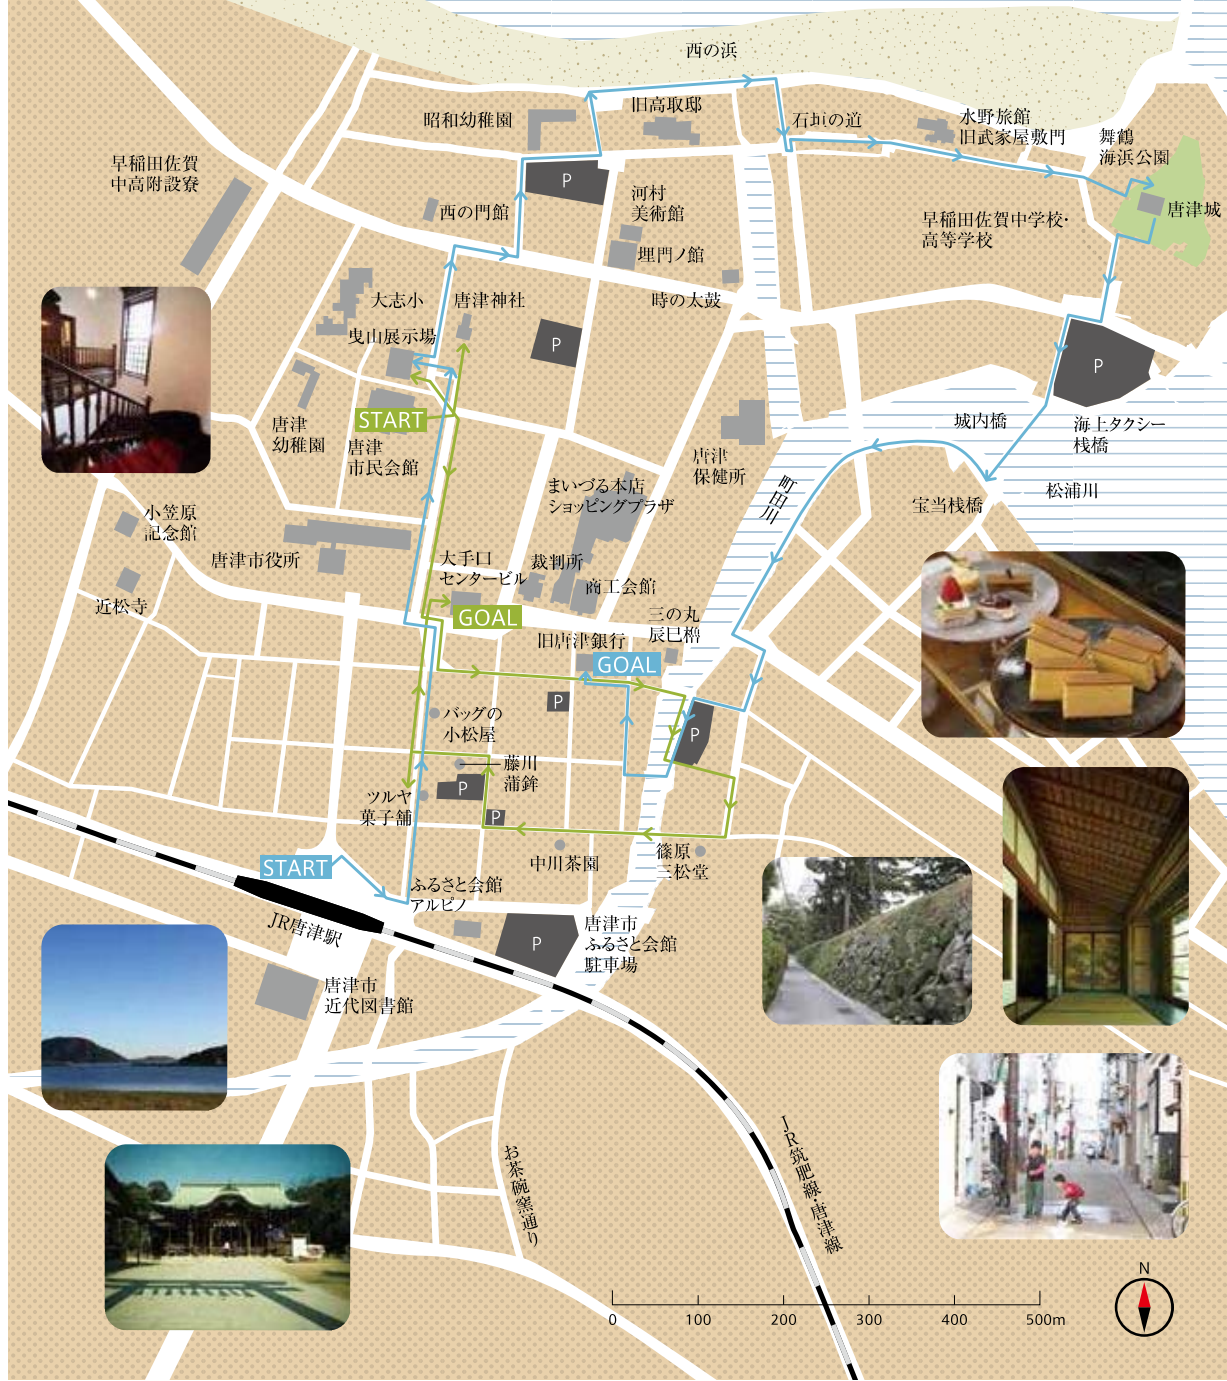 西の浜
旧高取邸
昭和幼稚園
石垣の道
水野旅館
旧武家屋敷門
舞鶴
海浜公園
早稲田佐賀
中高附設寮
P
河村
美術館
西の門館
唐津城
早稲田佐賀中学校・
高等学校
埋門ノ館
大志小
唐津神社
時の太鼓
曳山展示場
P
P
START
唐津
幼稚園
唐津
市民会館
城内橋
海上タクシー
桟橋
唐津
保健所
町田川
まいづる本店
ショッピングプラザ
宝当桟橋
松浦川
小笠原
記念館
唐津市役所
大手口
センタービル
裁判所
商工会館
近松寺
GOAL
三の丸
辰巳櫓
旧唐津銀行
GOAL
P
バッグの
小松屋
P
藤川
蒲鉾
P
ツルヤ
菓子舗
P
中川茶園
篠原
三松堂
START
ふるさと会館
アルピノ
JR唐津駅
P
唐津市
ふるさと会館
駐車場
唐津市
近代図書館
お茶碗窯通り
JR筑肥線・唐津線
N
0 100 200 300 400 500m